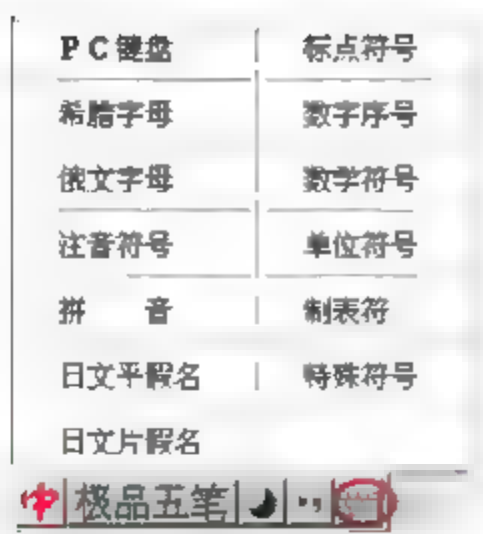 PC键盘 标点符号
希腊字母 数字序号
俄文字母 数学符号
注音符号 单位符号
拼 音 制表符
日文平假名 特殊符号
日文片假名
中 极品五笔